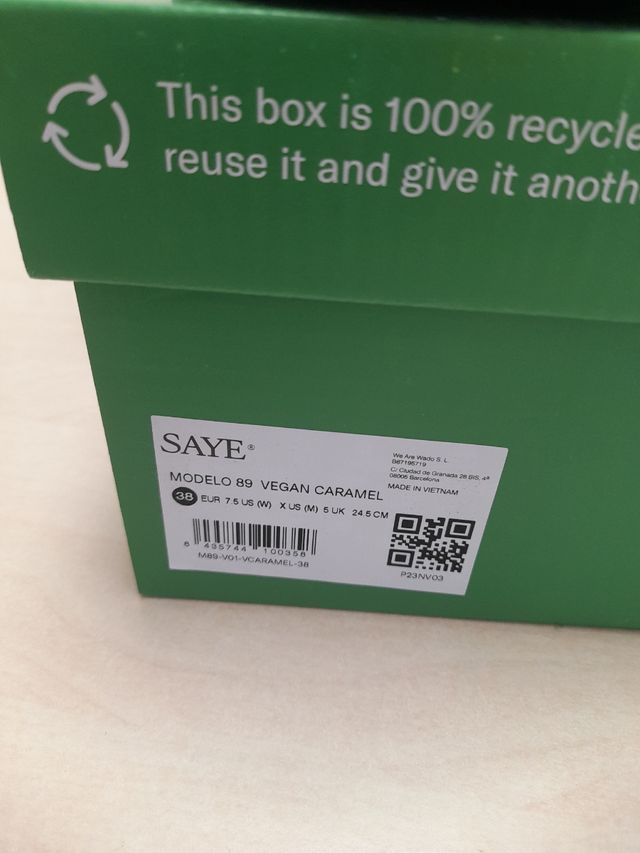 This box is 100% recycle
reuse it and give it anoth
SAYE®
We Are Wado S.L.
B67195719
C/ Ciudad de Granada 28 BIS, 4ª
08005 Barcelona
MADE IN VIETNAM
MODELO 89 VEGAN CARAMEL
38 EUR 7.5 US (W) X US (M) 5 UK 24.5 CM
8 435744 100358
M89-V01-VCARAMEL-38
P23NV03